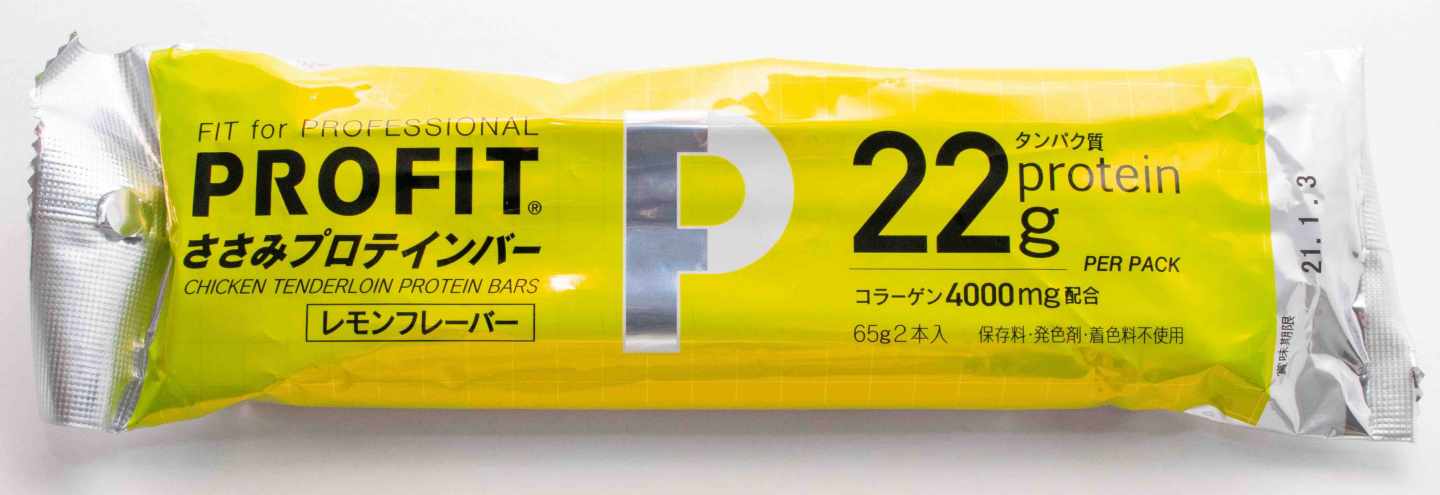 FIT for PROFESSIONAL
PROFIT®
ささみプロテインバー
CHICKEN TENDERLOIN PROTEIN BARS
レモンフレーバー
P
22g タンパク質 protein
PER PACK
コラーゲン4000mg配合
65g2本入 保存料・発色剤・着色料不使用
賞味期限 21.1.3